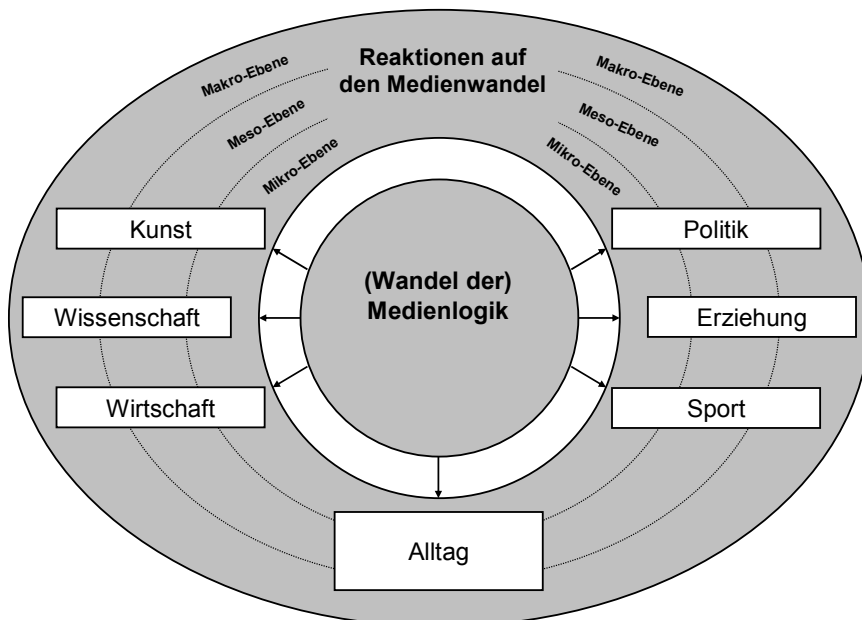 Reaktionen auf
den Medienwandel
Makro-Ebene
Meso-Ebene
Mikro-Ebene
Makro-Ebene
Meso-Ebene
Mikro-Ebene
Kunst
Politik
(Wandel der)
Medienlogik
Wissenschaft
Erziehung
Wirtschaft
Sport
Alltag